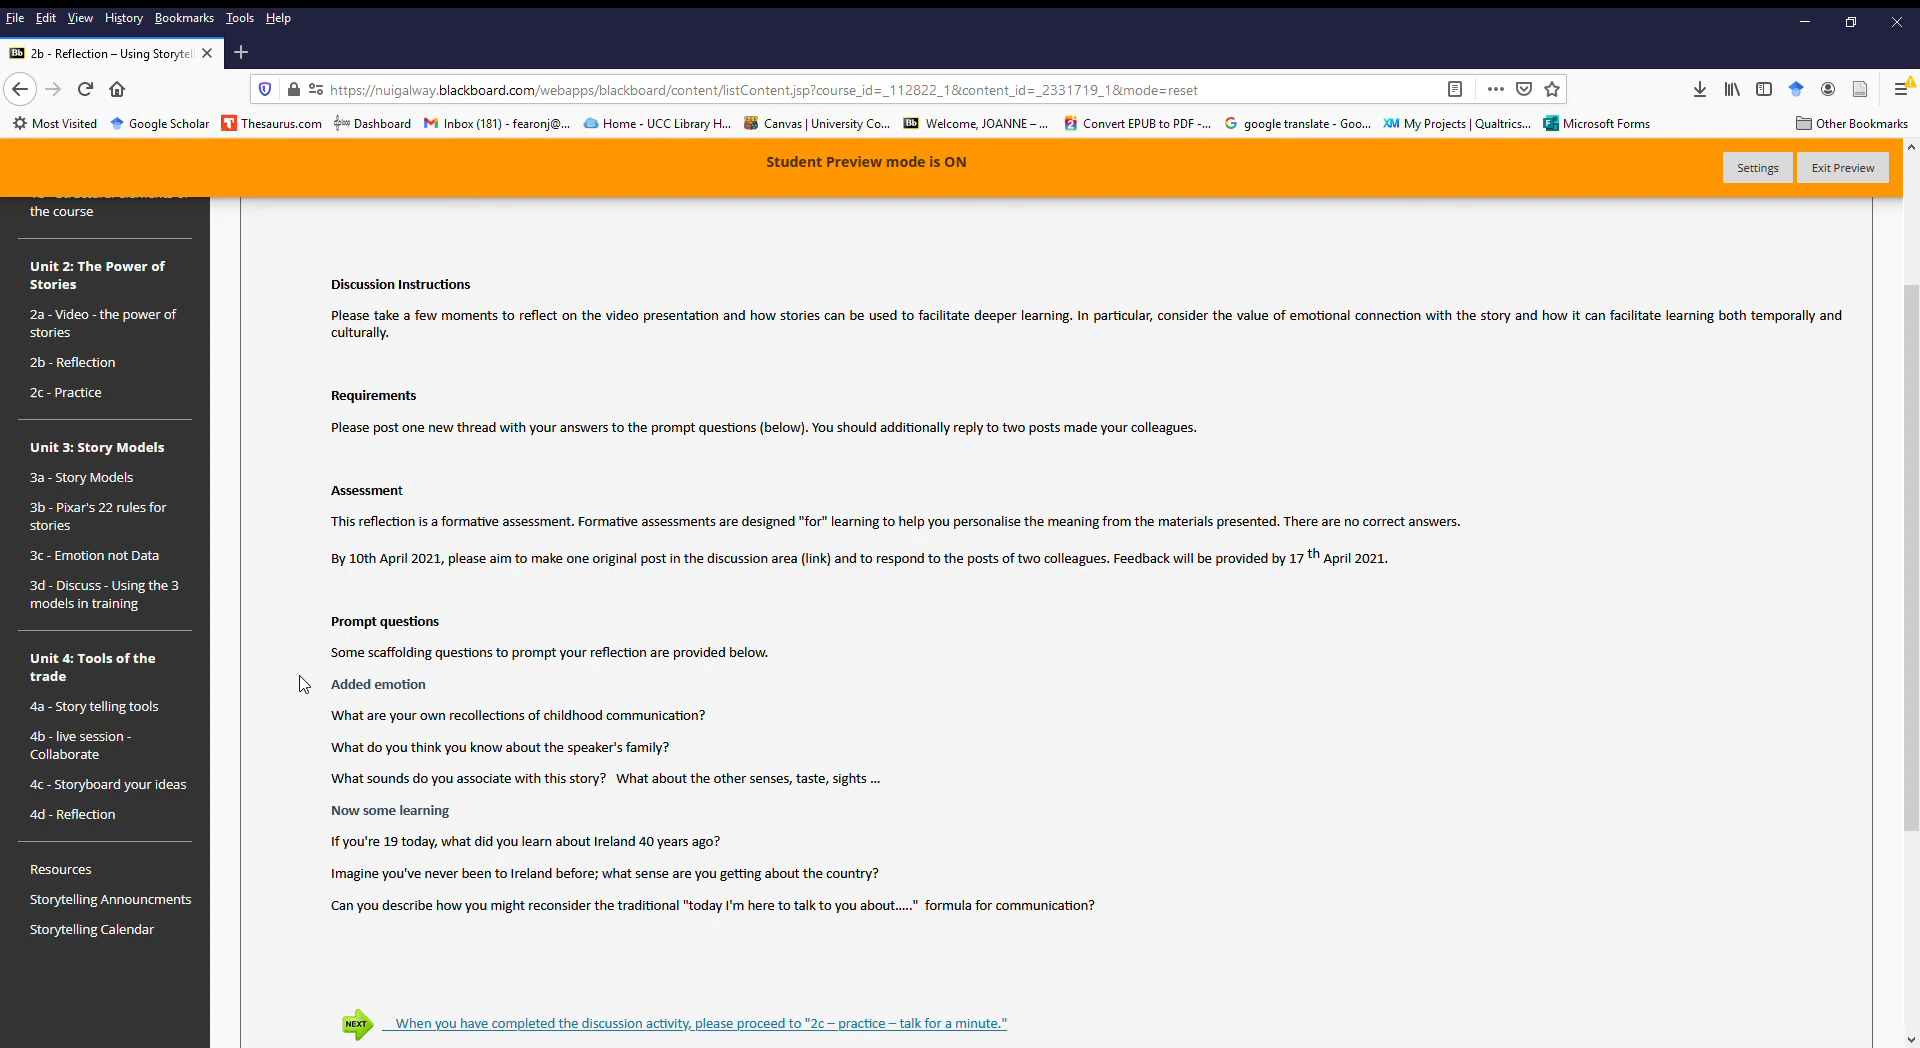 File Edit View History Bookmarks Tools Help
Bb 2b - Reflection – Using Storytel
https://nuigalway.blackboard.com/webapps/blackboard/content/listContent.jsp?course_id=_112822_1&content_id=_2331719_1&mode=reset
Most Visited Google Scholar T Thesaurus.com Dashboard Inbox (181) - fearonj@... Home - UCC Library H... Canvas | University Co... Bb Welcome, JOANNE – ... Convert EPUB to PDF -... G google translate - Goo... XM My Projects | Qualtrics... Microsoft Forms Other Bookmarks
Student Preview mode is ON
Settings Exit Preview
the course
Unit 2: The Power of
Stories
2a - Video - the power of
stories
2b - Reflection
2c - Practice
Unit 3: Story Models
3a - Story Models
3b - Pixar's 22 rules for
stories
3c - Emotion not Data
3d - Discuss - Using the 3
models in training
Unit 4: Tools of the
trade
4a - Story telling tools
4b - live session -
Collaborate
4c - Storyboard your ideas
4d - Reflection
Resources
Storytelling Announcments
Storytelling Calendar
Discussion Instructions
Please take a few moments to reflect on the video presentation and how stories can be used to facilitate deeper learning. In particular, consider the value of emotional connection with the story and how it can facilitate learning both temporally and
culturally.
Requirements
Please post one new thread with your answers to the prompt questions (below). You should additionally reply to two posts made your colleagues.
Assessment
This reflection is a formative assessment. Formative assessments are designed "for" learning to help you personalise the meaning from the materials presented. There are no correct answers.
By 10th April 2021, please aim to make one original post in the discussion area (link) and to respond to the posts of two colleagues. Feedback will be provided by 17 th April 2021.
Prompt questions
Some scaffolding questions to prompt your reflection are provided below.
Added emotion
What are your own recollections of childhood communication?
What do you think you know about the speaker's family?
What sounds do you associate with this story? What about the other senses, taste, sights ...
Now some learning
If you're 19 today, what did you learn about Ireland 40 years ago?
Imagine you've never been to Ireland before; what sense are you getting about the country?
Can you describe how you might reconsider the traditional "today I'm here to talk to you about....." formula for communication?
NEXT When you have completed the discussion activity, please proceed to "2c – practice – talk for a minute."